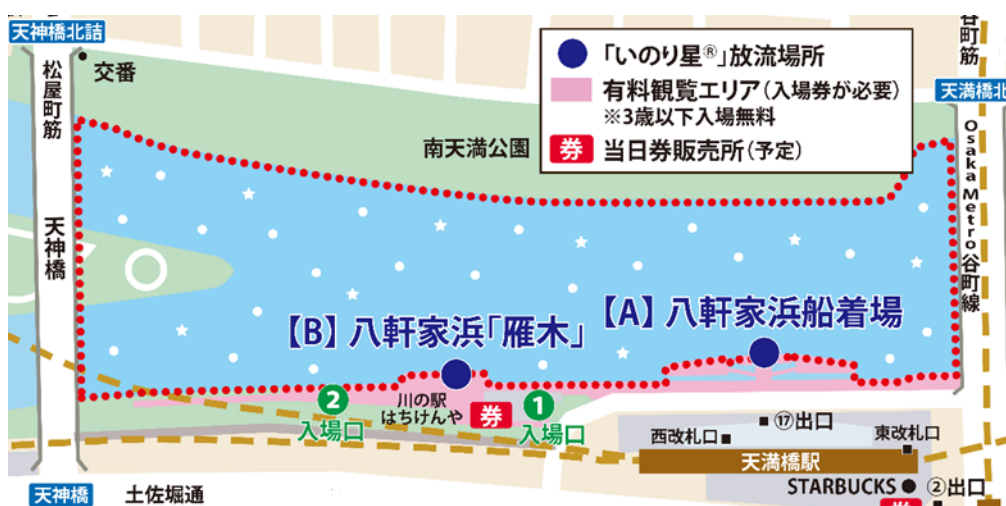 天神橋北詰
交番
松屋町筋
天神橋
「いのり星®」放流場所
有料観覧エリア(入場券が必要)
※3歳以下入場無料
券 当日券販売所(予定)
谷町筋
天満橋北
Osaka Metro谷町線
南天満公園
【A】八軒家浜船着場
【B】八軒家浜「雁木」
川の駅
はちけんや
券
2
入場口
1
入場口
⑰出口
西改札口
東改札口
天満橋駅
STARBUCKS
②出口
券
天神橋
土佐堀通